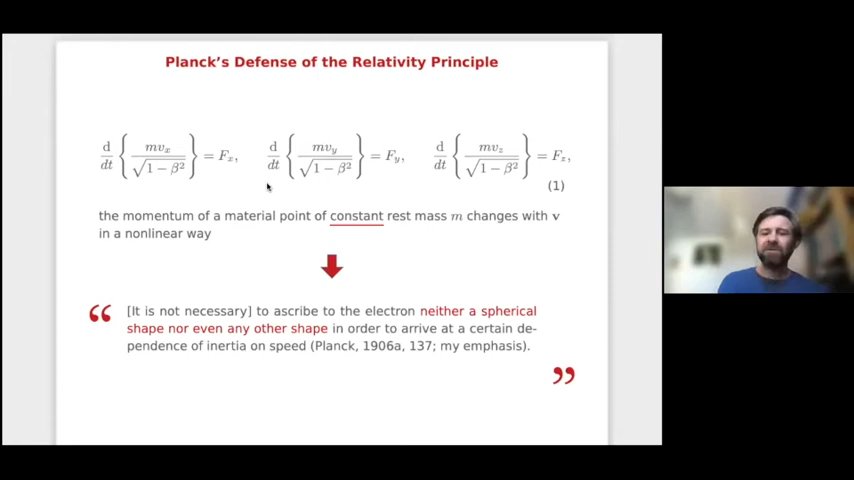 Planck's Defense of the Relativity Principle
d/dt { mvₓ / √(1 − β²) } = Fₓ, d/dt { mv_y / √(1 − β²) } = F_y, d/dt { mv_z / √(1 − β²) } = F_z,
(1)
the momentum of a material point of constant rest mass m changes with v
in a nonlinear way
“ [It is not necessary] to ascribe to the electron neither a spherical
shape nor even any other shape in order to arrive at a certain de-
pendence of inertia on speed (Planck, 1906a, 137; my emphasis).
”